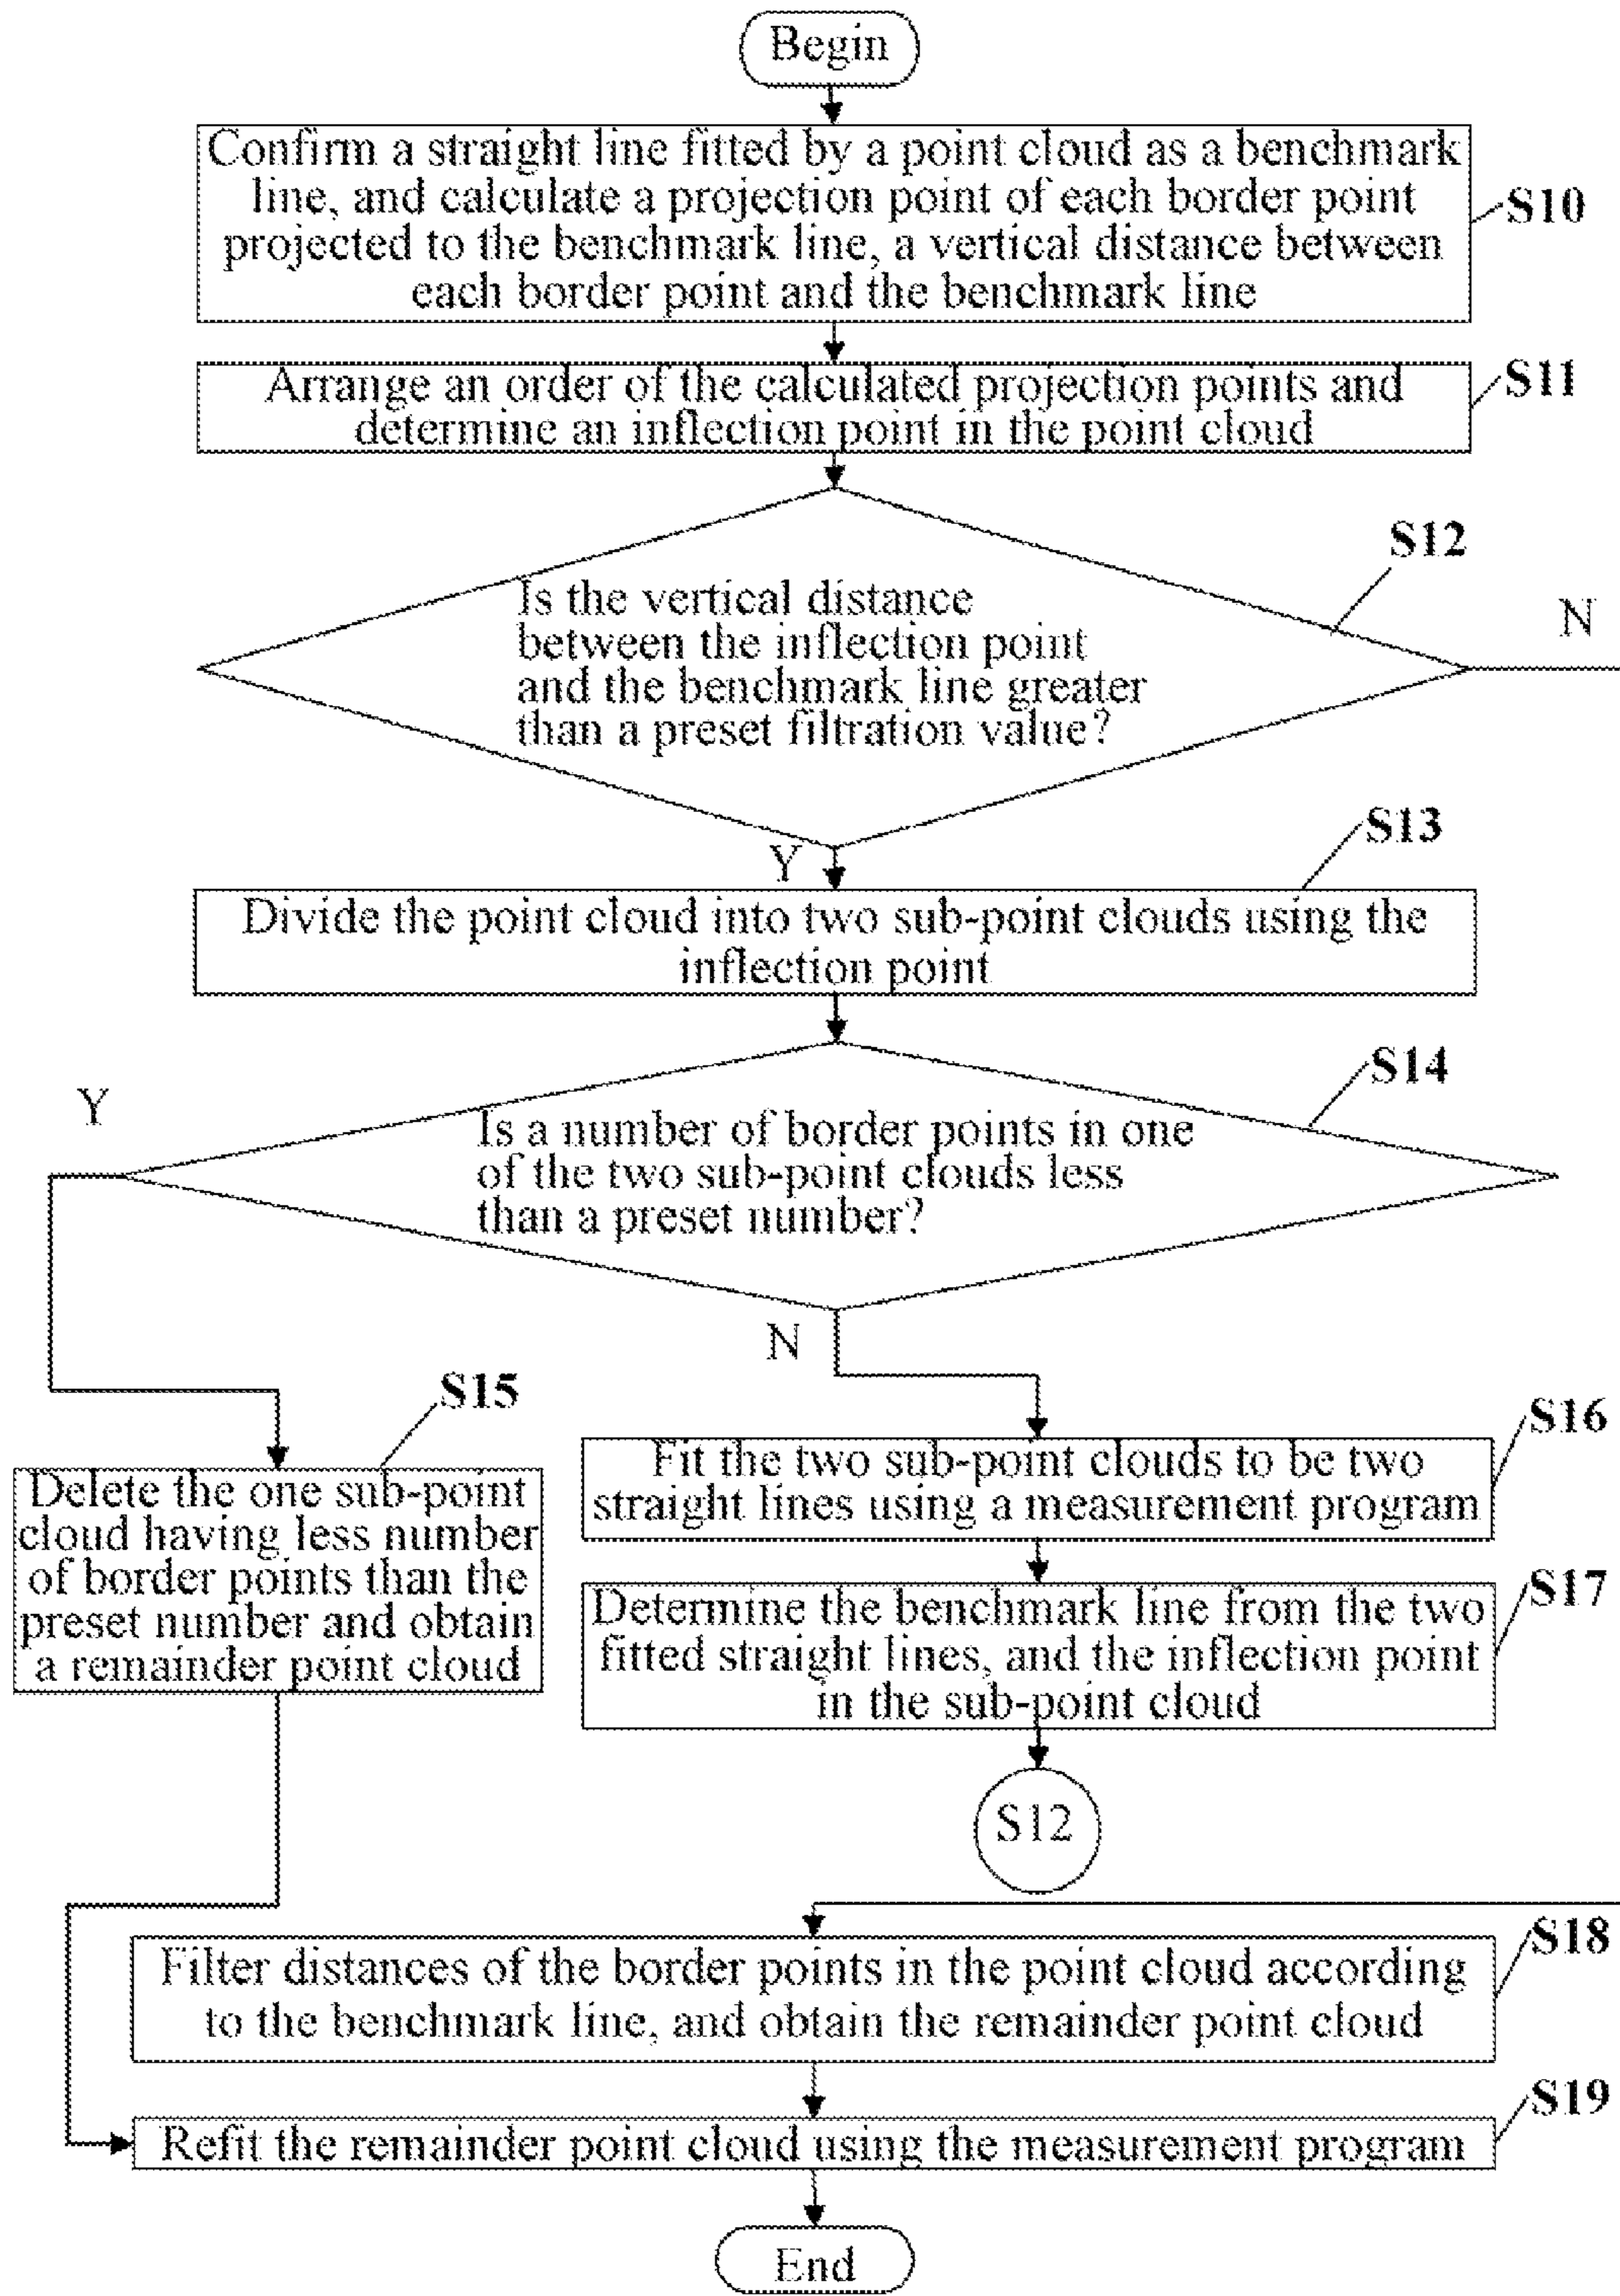 Begin
Confirm a straight line fitted by a point cloud as a benchmark
line, and calculate a projection point of each border point
projected to the benchmark line, a vertical distance between
each border point and the benchmark line
S10
Arrange an order of the calculated projection points and
determine an inflection point in the point cloud
S11
S12
Is the vertical distance
between the inflection point
and the benchmark line greater
than a preset filtration value?
N
Y
S13
Divide the point cloud into two sub-point clouds using the
inflection point
S14
Y
Is a number of border points in one
of the two sub-point clouds less
than a preset number?
N
S15
Delete the one sub-point
cloud having less number
of border points than the
preset number and obtain
a remainder point cloud
S16
Fit the two sub-point clouds to be two
straight lines using a measurement program
S17
Determine the benchmark line from the two
fitted straight lines, and the inflection point
in the sub-point cloud
S12
S18
Filter distances of the border points in the point cloud according
to the benchmark line, and obtain the remainder point cloud
S19
Refit the remainder point cloud using the measurement program
End